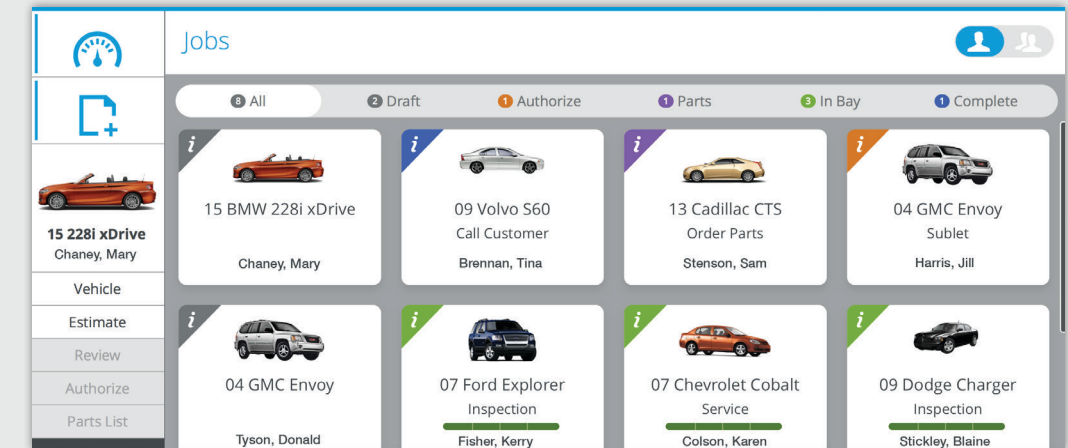 Jobs
8 All
2 Draft
1 Authorize
1 Parts
3 In Bay
1 Complete
15 228i xDrive
Chaney, Mary
Vehicle
Estimate
Review
Authorize
Parts List
i
15 BMW 228i xDrive
Chaney, Mary
i
09 Volvo S60
Call Customer
Brennan, Tina
i
13 Cadillac CTS
Order Parts
Stenson, Sam
i
04 GMC Envoy
Sublet
Harris, Jill
i
04 GMC Envoy
Tyson, Donald
i
07 Ford Explorer
Inspection
Fisher, Kerry
i
07 Chevrolet Cobalt
Service
Colson, Karen
i
09 Dodge Charger
Inspection
Stickley, Blaine